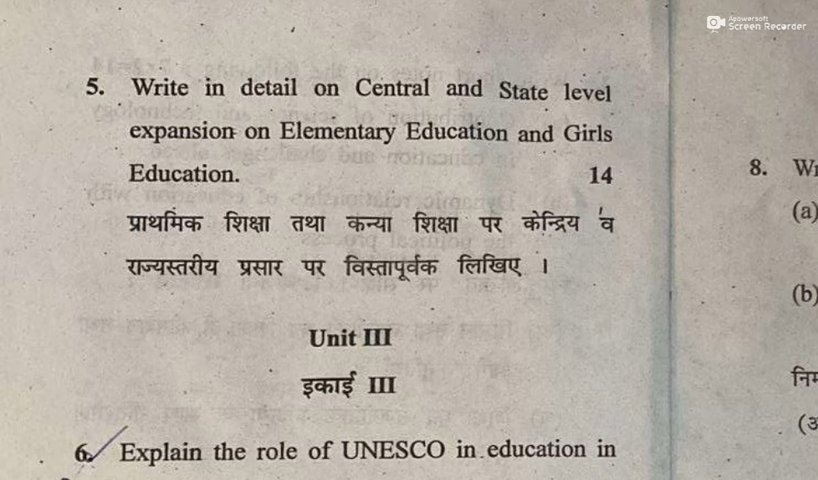 Apowersoft
Screen Recorder
5. Write in detail on Central and State level
expansion on Elementary Education and Girls
Education. 14
प्राथमिक शिक्षा तथा कन्या शिक्षा पर केन्द्रिय व
राज्यस्तरीय प्रसार पर विस्तापूर्वक लिखिए ।
Unit III
इकाई III
6. Explain the role of UNESCO in education in
8.
(a)
(b)